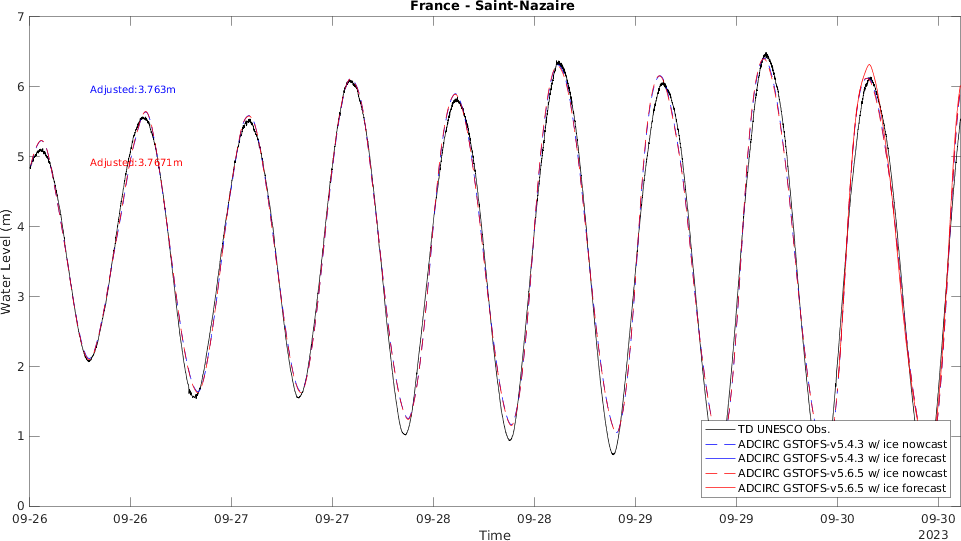 France - Saint-Nazaire
7
6
5
4
3
2
1
0
Water Level (m)
Adjusted:3.763m
Adjusted:3.7671m
TD UNESCO Obs.
ADCIRC GSTOFS-v5.4.3 w/ ice nowcast
ADCIRC GSTOFS-v5.4.3 w/ ice forecast
ADCIRC GSTOFS-v5.6.5 w/ ice nowcast
ADCIRC GSTOFS-v5.6.5 w/ ice forecast
09-26 09-26 09-27 09-27 09-28 09-28 09-29 09-29 09-30 09-30
Time
2023